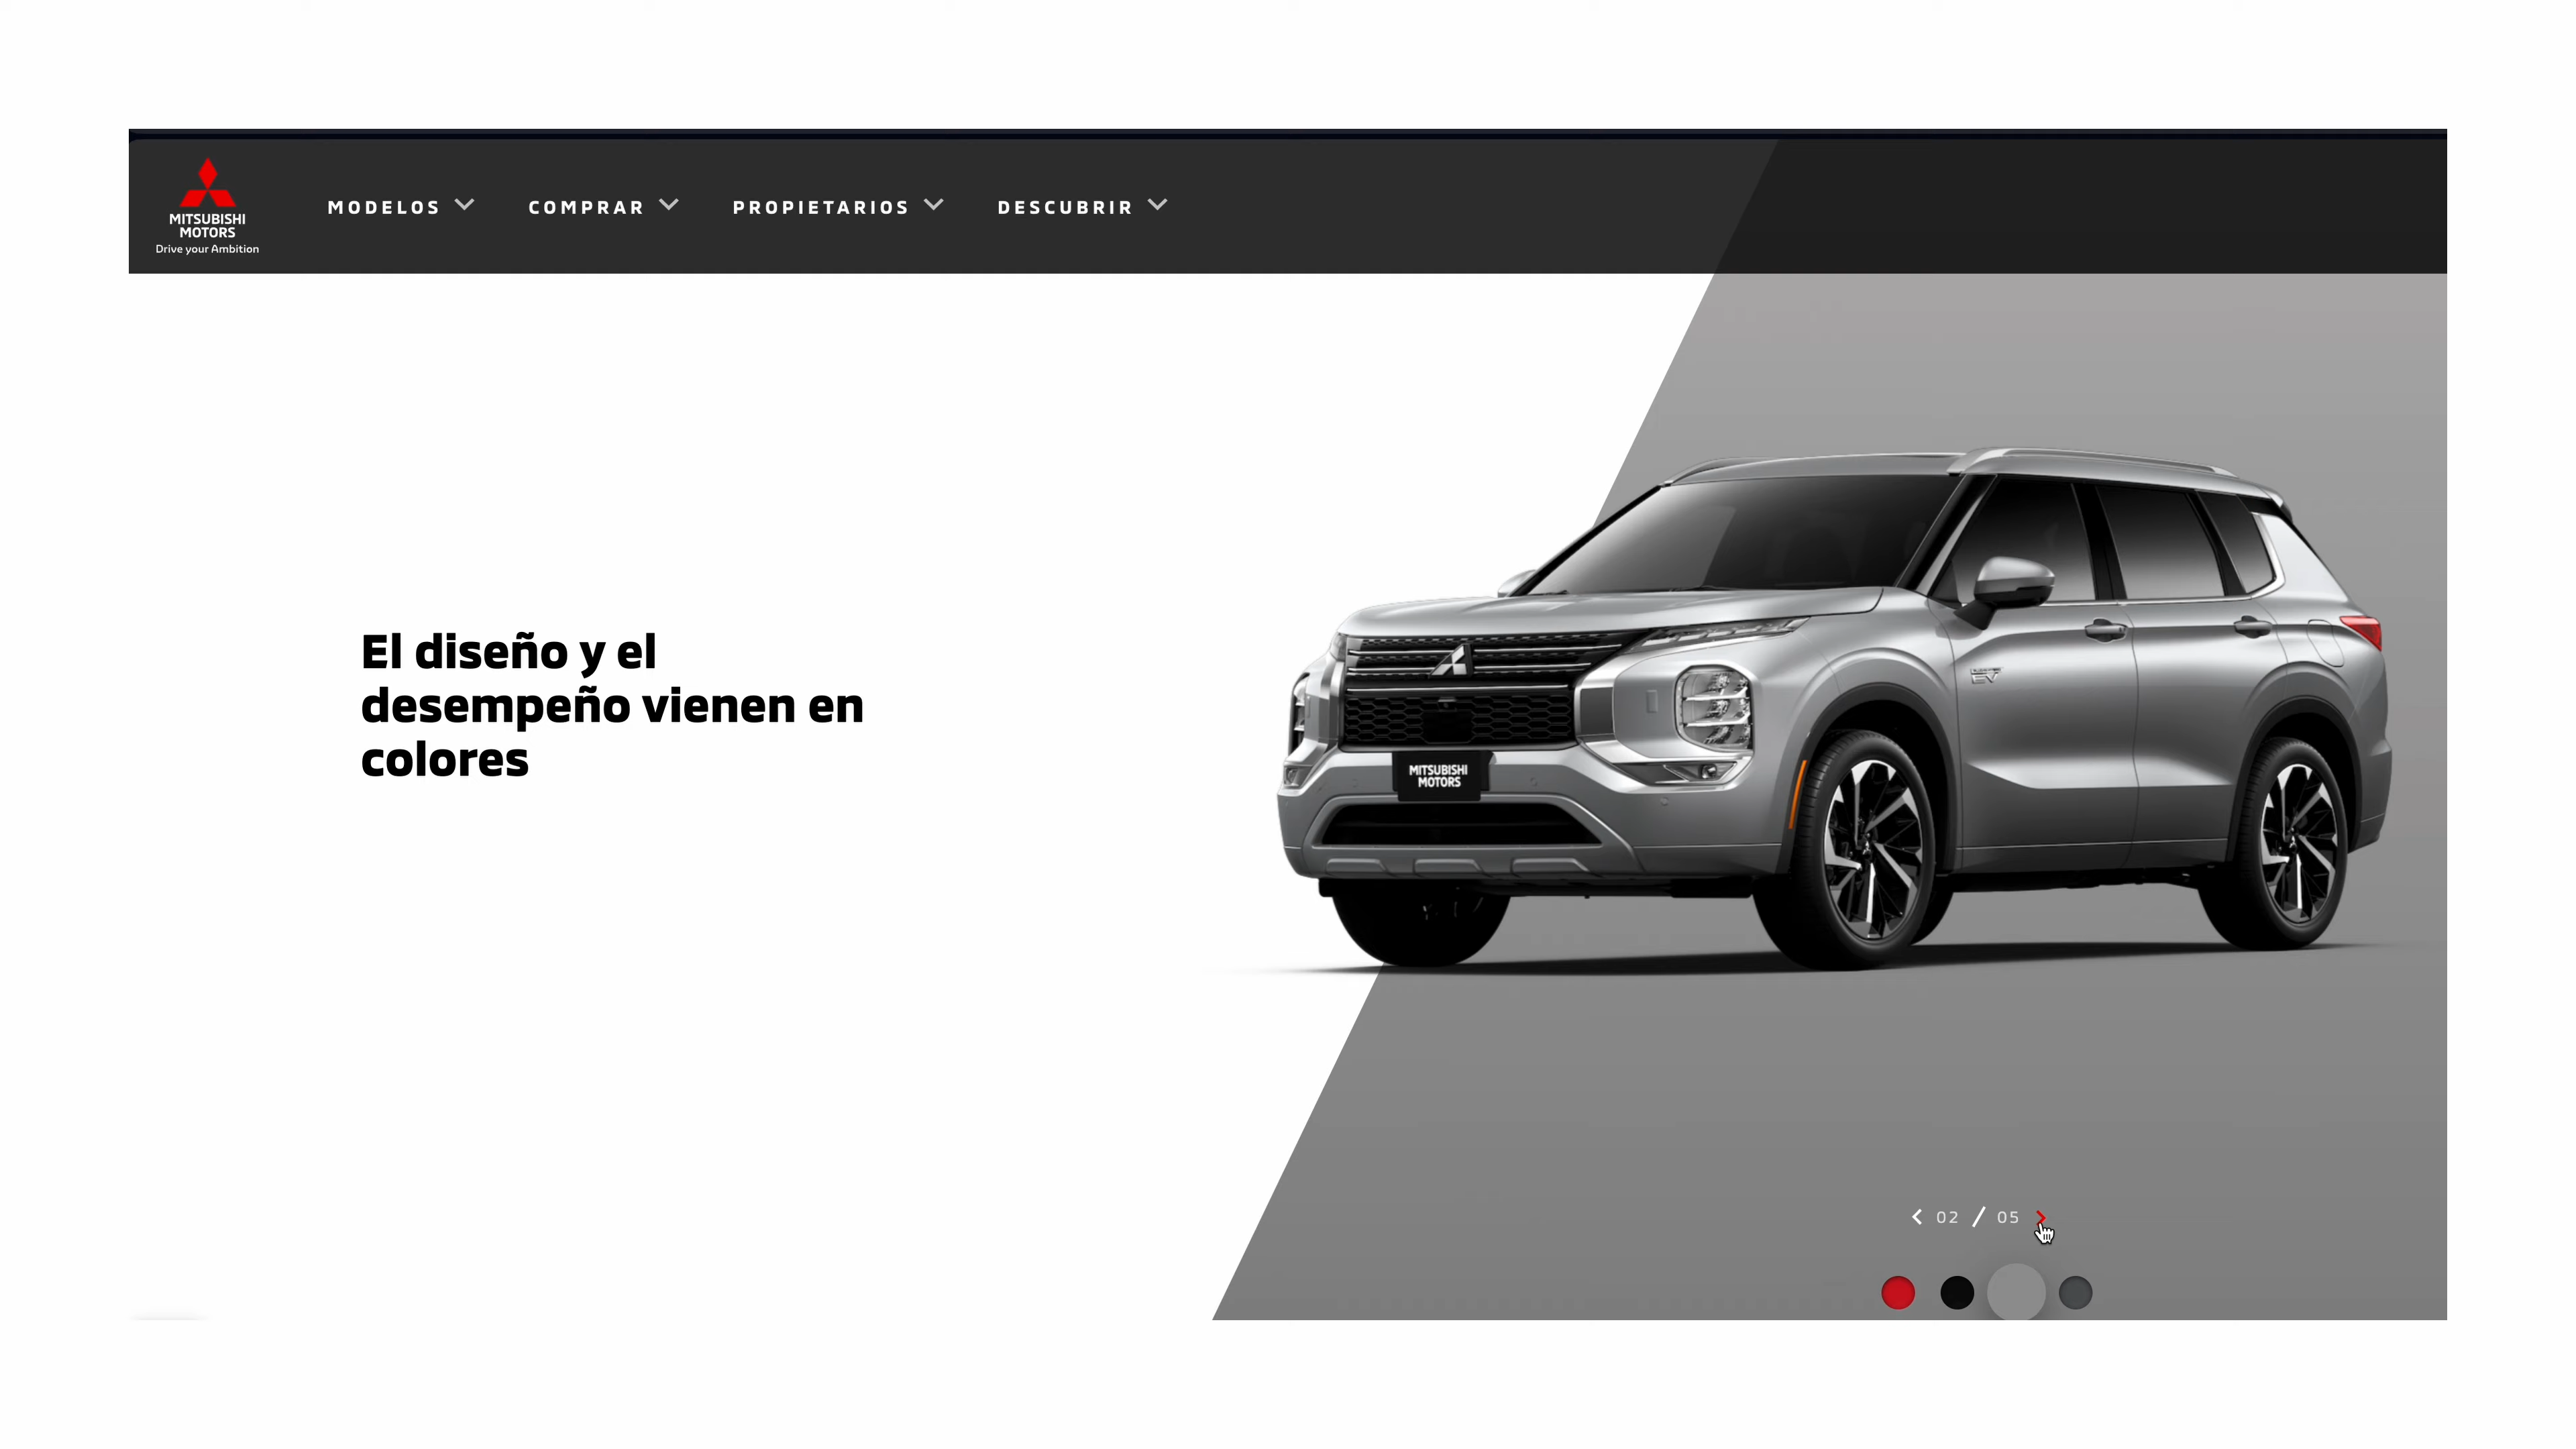 MITSUBISHI
MOTORS
Drive your Ambition
MODELOS
COMPRAR
PROPIETARIOS
DESCUBRIR
El diseño y el
desempeño vienen en
colores
MITSUBISHI
MOTORS
02 / 05